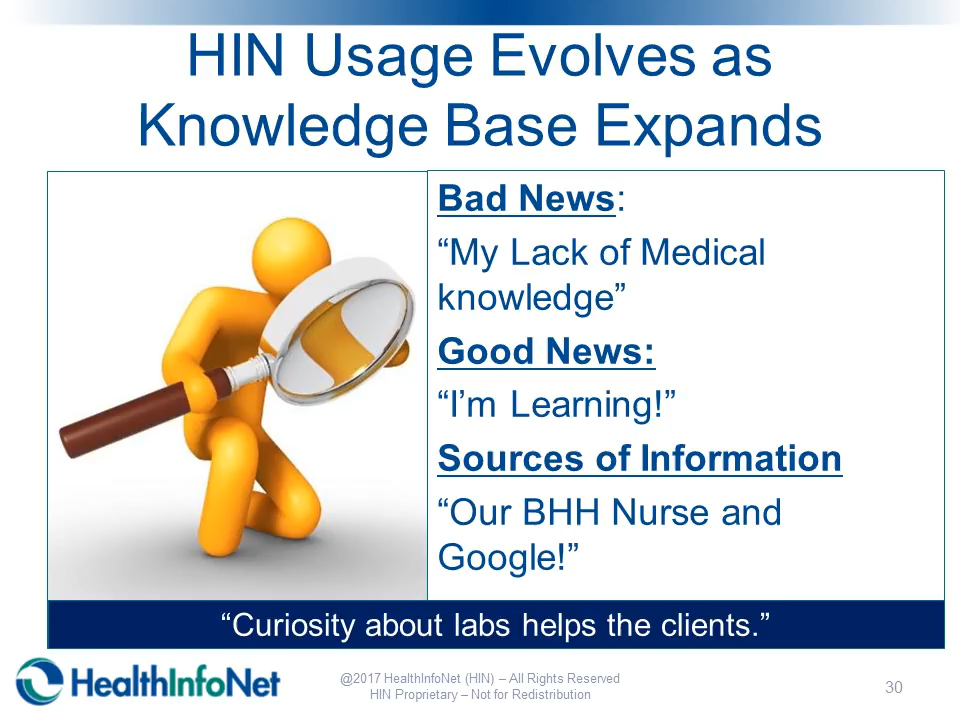 HIN Usage Evolves as
Knowledge Base Expands
Bad News:
“My Lack of Medical
knowledge”
Good News:
“I’m Learning!”
Sources of Information
“Our BHH Nurse and
Google!”
“Curiosity about labs helps the clients.”
HealthInfoNet
@2017 HealthInfoNet (HIN) – All Rights Reserved
HIN Proprietary – Not for Redistribution
30